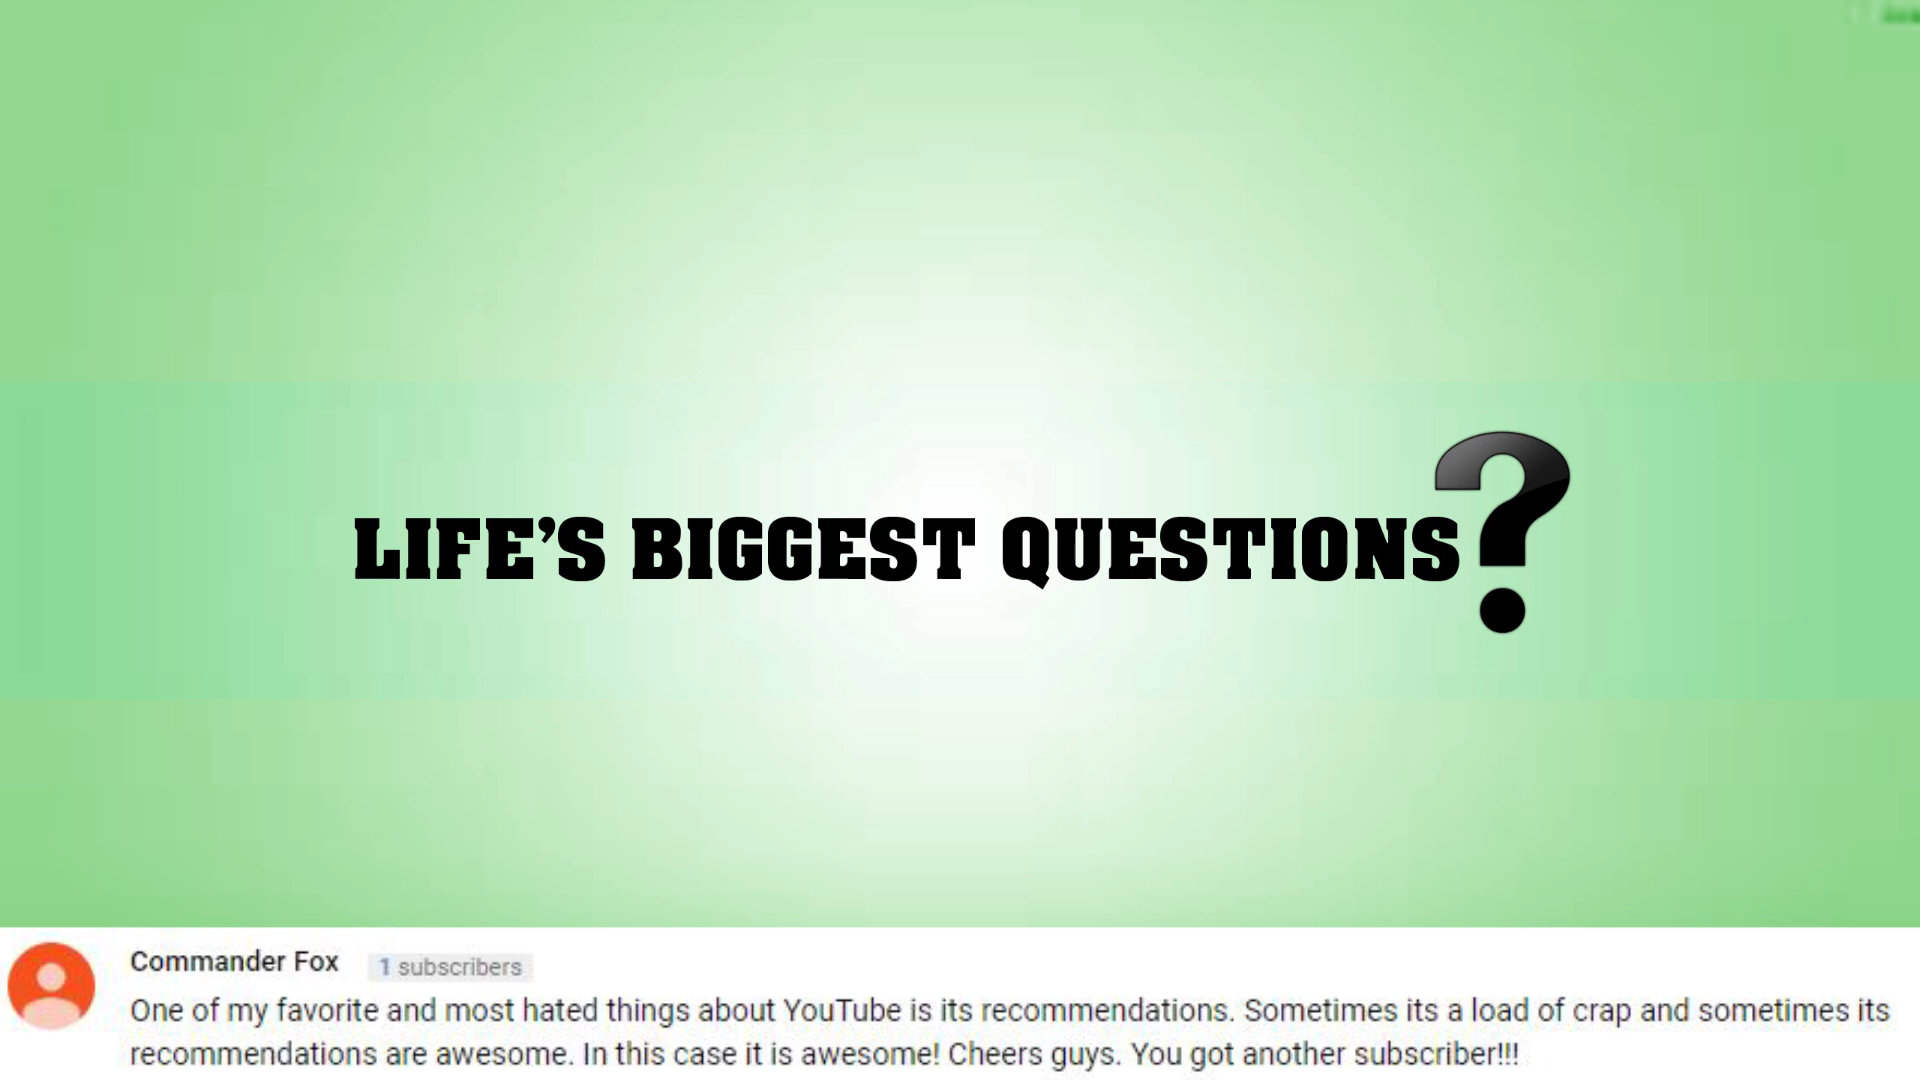 LIFE'S BIGGEST QUESTIONS?
Commander Fox 1 subscribers
One of my favorite and most hated things about YouTube is its recommendations. Sometimes its a load of crap and sometimes its
recommendations are awesome. In this case it is awesome! Cheers guys. You got another subscriber!!!